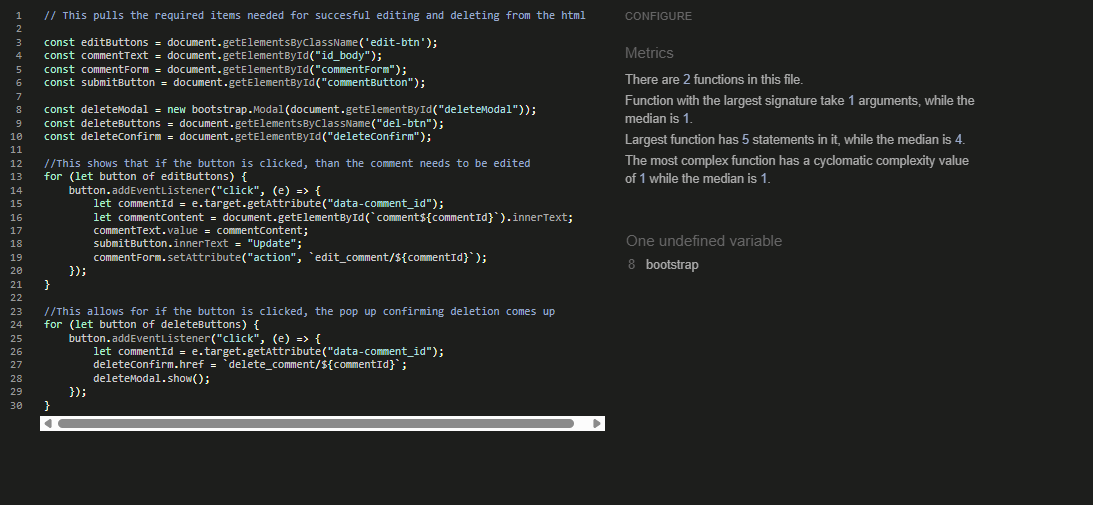 1 // This pulls the required items needed for succesful editing and deleting from the html
2
3 const editButtons = document.getElementsByClassName('edit-btn');
4 const commentText = document.getElementById("id_body");
5 const commentForm = document.getElementById("commentForm");
6 const submitButton = document.getElementById("commentButton");
7
8 const deleteModal = new bootstrap.Modal(document.getElementById("deleteModal"));
9 const deleteButtons = document.getElementsByClassName("del-btn");
10 const deleteConfirm = document.getElementById("deleteConfirm");
11
12 //This shows that if the button is clicked, than the comment needs to be edited
13 for (let button of editButtons) {
14 button.addEventListener("click", (e) => {
15 let commentId = e.target.getAttribute("data-comment_id");
16 let commentContent = document.getElementById(`comment${commentId}`).innerText;
17 commentText.value = commentContent;
18 submitButton.innerText = "Update";
19 commentForm.setAttribute("action", `edit_comment/${commentId}`);
20 });
21 }
22
23 //This allows for if the button is clicked, the pop up confirming deletion comes up
24 for (let button of deleteButtons) {
25 button.addEventListener("click", (e) => {
26 let commentId = e.target.getAttribute("data-comment_id");
27 deleteConfirm.href = `delete_comment/${commentId}`;
28 deleteModal.show();
29 });
30 }
CONFIGURE
Metrics
There are 2 functions in this file.
Function with the largest signature take 1 arguments, while the
median is 1.
Largest function has 5 statements in it, while the median is 4.
The most complex function has a cyclomatic complexity value
of 1 while the median is 1.
One undefined variable
8 bootstrap